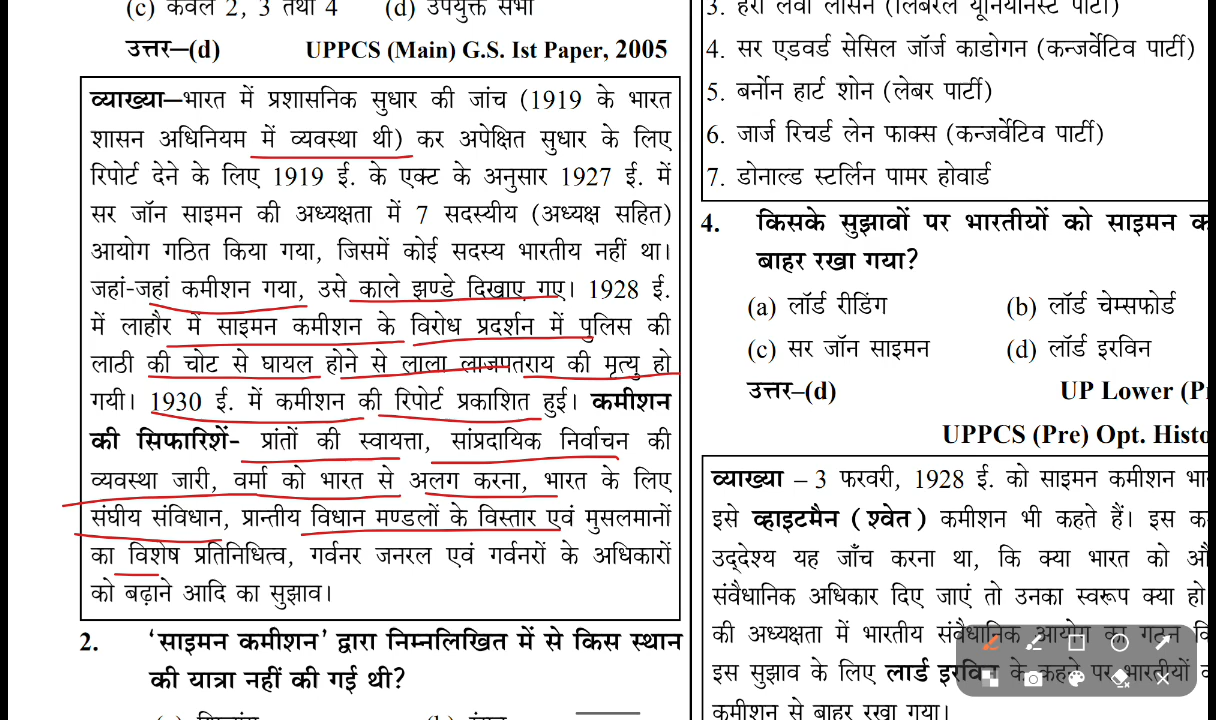 (c) केवल 2, 3 तथा 4 (d) उपर्युक्त सभी
उत्तर–(d) UPPCS (Main) G.S. Ist Paper, 2005
व्याख्या–भारत में प्रशासनिक सुधार की जांच (1919 के भारत
शासन अधिनियम में व्यवस्था थी) कर अपेक्षित सुधार के लिए
रिपोर्ट देने के लिए 1919 ई. के एक्ट के अनुसार 1927 ई. में
सर जॉन साइमन की अध्यक्षता में 7 सदस्यीय (अध्यक्ष सहित)
आयोग गठित किया गया, जिसमें कोई सदस्य भारतीय नहीं था।
जहां-जहां कमीशन गया, उसे काले झण्डे दिखाए गए। 1928 ई.
में लाहौर में साइमन कमीशन के विरोध प्रदर्शन में पुलिस की
लाठी की चोट से घायल होने से लाला लाजपतराय की मृत्यु हो
गयी। 1930 ई. में कमीशन की रिपोर्ट प्रकाशित हुई। कमीशन
की सिफारिशें- प्रांतों की स्वायत्ता, सांप्रदायिक निर्वाचन की
व्यवस्था जारी, वर्मा को भारत से अलग करना, भारत के लिए
संघीय संविधान, प्रान्तीय विधान मण्डलों के विस्तार एवं मुसलमानों
का विशेष प्रतिनिधित्व, गर्वनर जनरल एवं गर्वनरों के अधिकारों
को बढ़ाने आदि का सुझाव।
2. ‘साइमन कमीशन’ द्वारा निम्नलिखित में से किस स्थान
की यात्रा नहीं की गई थी?
3. हरी लेवी लासन (लिबरल यूनियनिस्ट पार्टी)
4. सर एडवर्ड सेसिल जॉर्ज काडोगन (कन्जर्वेटिव पार्टी)
5. बर्नोन हार्ट शोन (लेबर पार्टी)
6. जार्ज रिचर्ड लेन फाक्स (कन्जर्वेटिव पार्टी)
7. डोनाल्ड स्टर्लिन पामर होवार्ड
4. किसके सुझावों पर भारतीयों को साइमन क
बाहर रखा गया?
(a) लॉर्ड रीडिंग (b) लॉर्ड चेम्सफोर्ड
(c) सर जॉन साइमन (d) लॉर्ड इरविन
उत्तर–(d) UP Lower (P
UPPCS (Pre) Opt. Histo
व्याख्या – 3 फरवरी, 1928 ई. को साइमन कमीशन भा
इसे व्हाइटमैन (श्वेत) कमीशन भी कहते हैं। इस क
उद्देश्य यह जाँच करना था, कि क्या भारत को औ
संवैधानिक अधिकार दिए जाएं तो उनका स्वरूप क्या हो
की अध्यक्षता में भारतीय संवैधानिक आयोग का गठन कि
इस सुझाव के लिए लार्ड इरविन के कहने पर भारतीयों क
कमीशन से बाहर रखा गया।